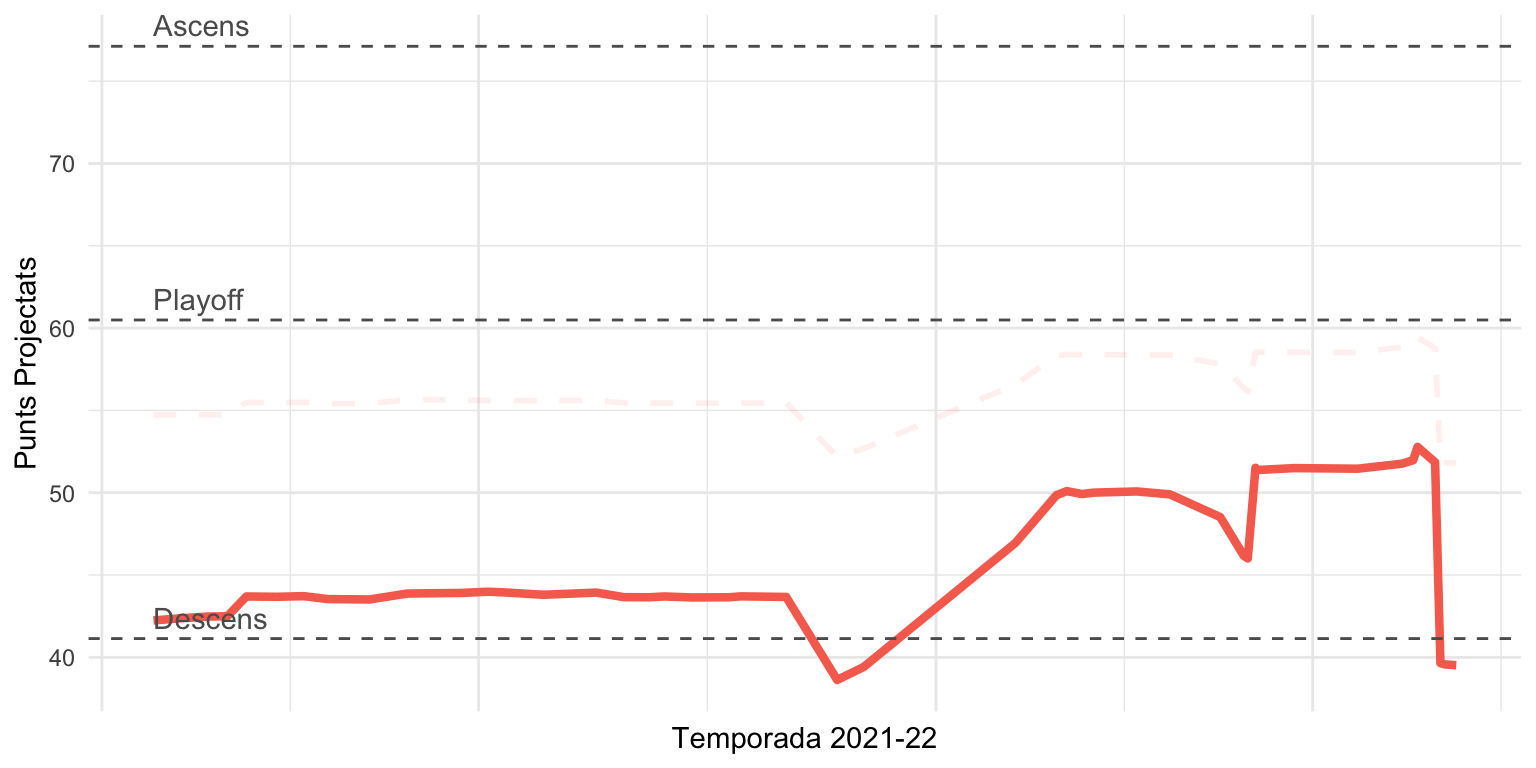 Ascens
70
Playoff
60
50
Descens
40
Punts Projectats
Temporada 2021-22